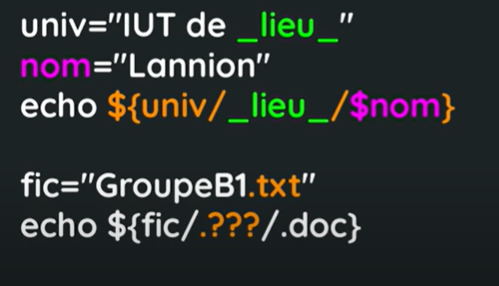 univ="IUT de _lieu_"
nom="Lannion"
echo ${univ/_lieu_/$nom}
fic="GroupeB1.txt"
echo ${fic/.???/.doc}